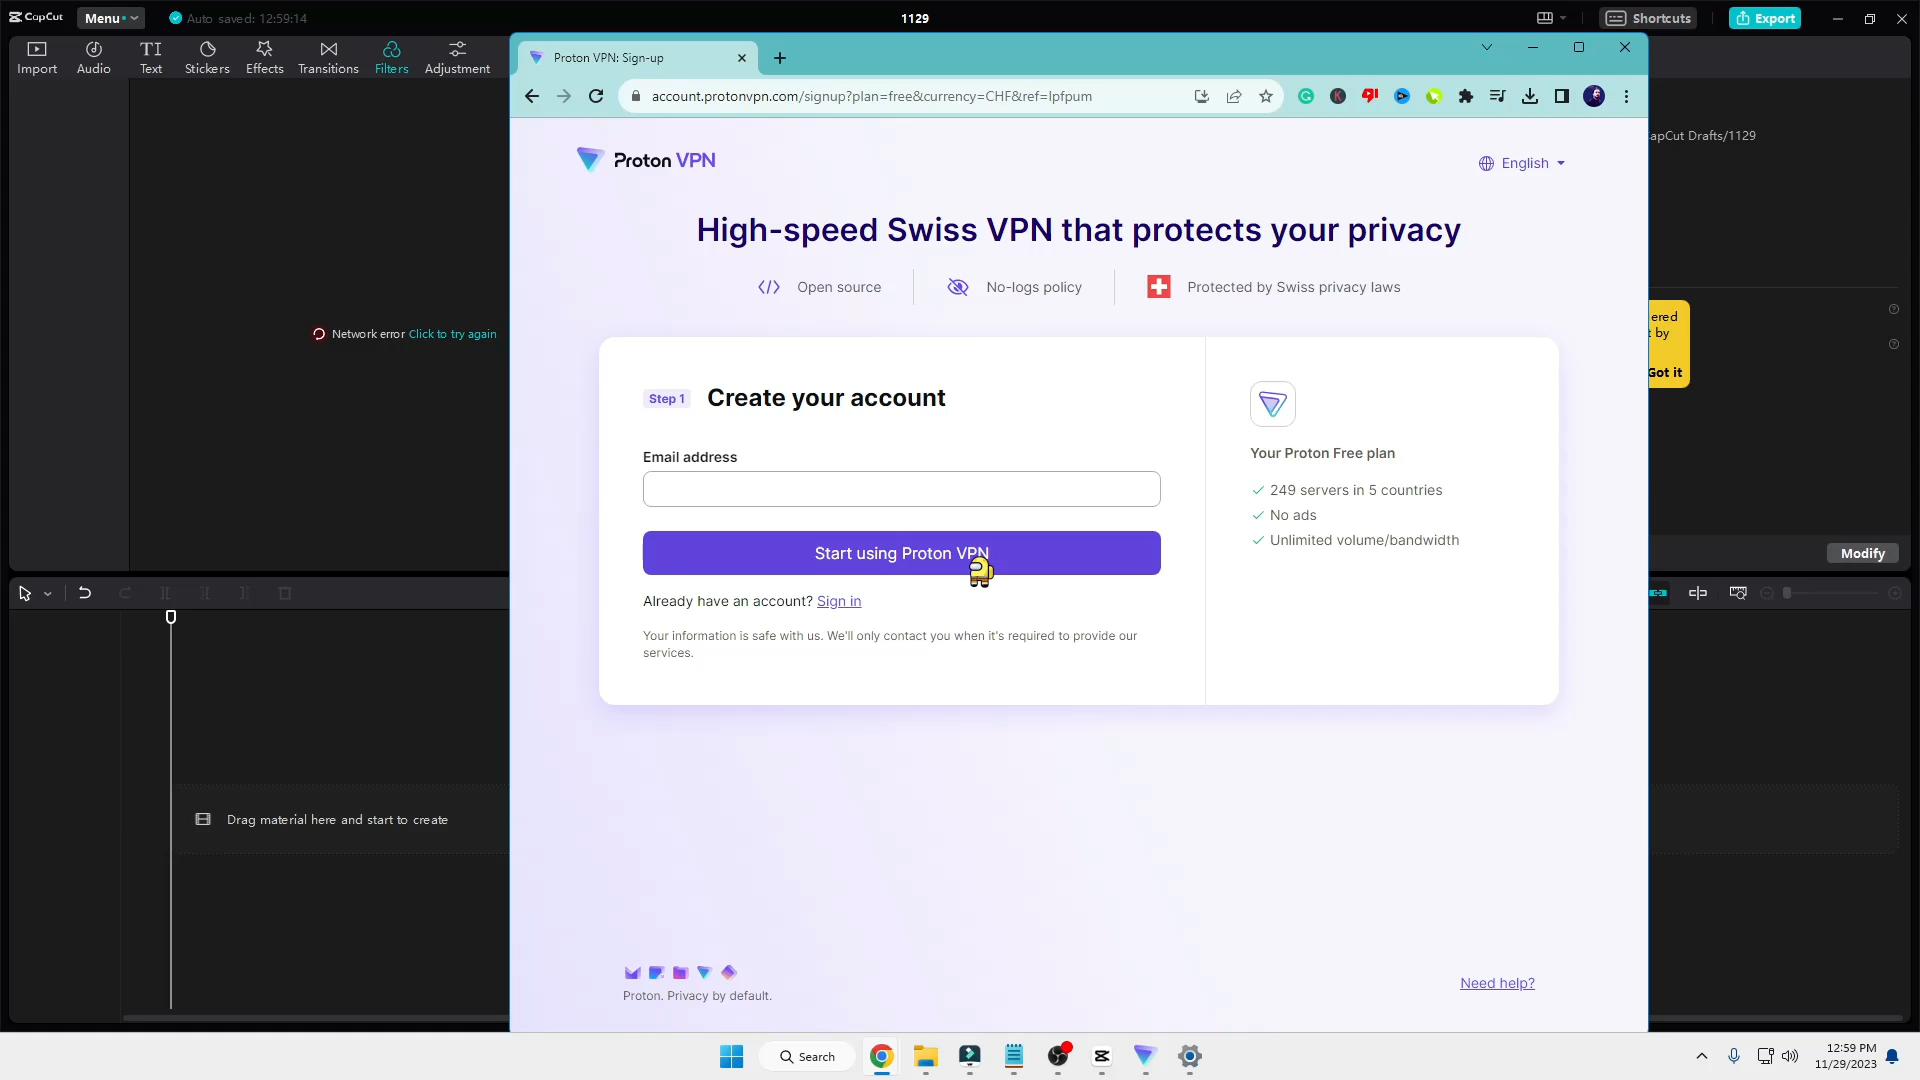 CapCut
Menu
Auto saved: 12:59:14
1129
Shortcuts
Export
Import
Audio
Text
Stickers
Effects
Transitions
Filters
Adjustment
Proton VPN: Sign-up
account.protonvpn.com/signup?plan=free&currency=CHF&ref=lpfpum
apCut Drafts/1129
Proton VPN
English
High-speed Swiss VPN that protects your privacy
Open source
No-logs policy
Protected by Swiss privacy laws
ered
t by
Got it
Network error Click to try again
Step 1
Create your account
Email address
Start using Proton VPN
Already have an account? Sign in
Your information is safe with us. We'll only contact you when it's required to provide our
services.
Your Proton Free plan
249 servers in 5 countries
No ads
Unlimited volume/bandwidth
Modify
Drag material here and start to create
Proton. Privacy by default.
Need help?
Search
12:59 PM
11/29/2023